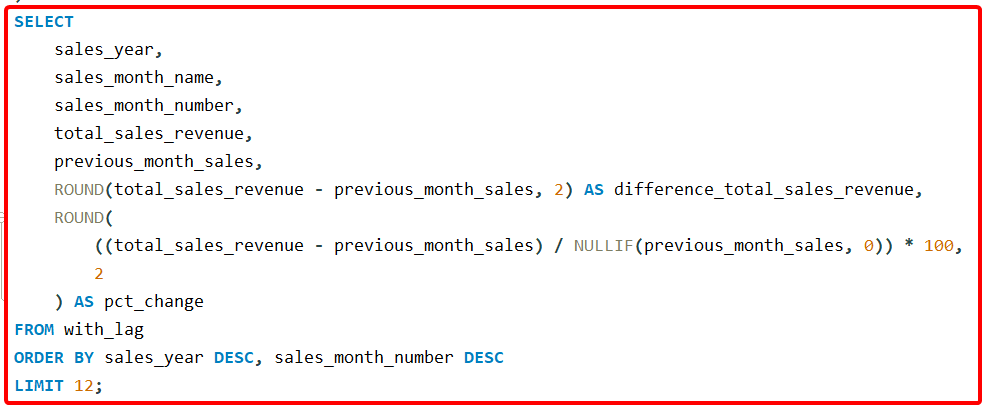 SELECT
    sales_year,
    sales_month_name,
    sales_month_number,
    total_sales_revenue,
    previous_month_sales,
    ROUND(total_sales_revenue - previous_month_sales, 2) AS difference_total_sales_revenue,
    ROUND(
        ((total_sales_revenue - previous_month_sales) / NULLIF(previous_month_sales, 0)) * 100,
        2
    ) AS pct_change
FROM with_lag
ORDER BY sales_year DESC, sales_month_number DESC
LIMIT 12;